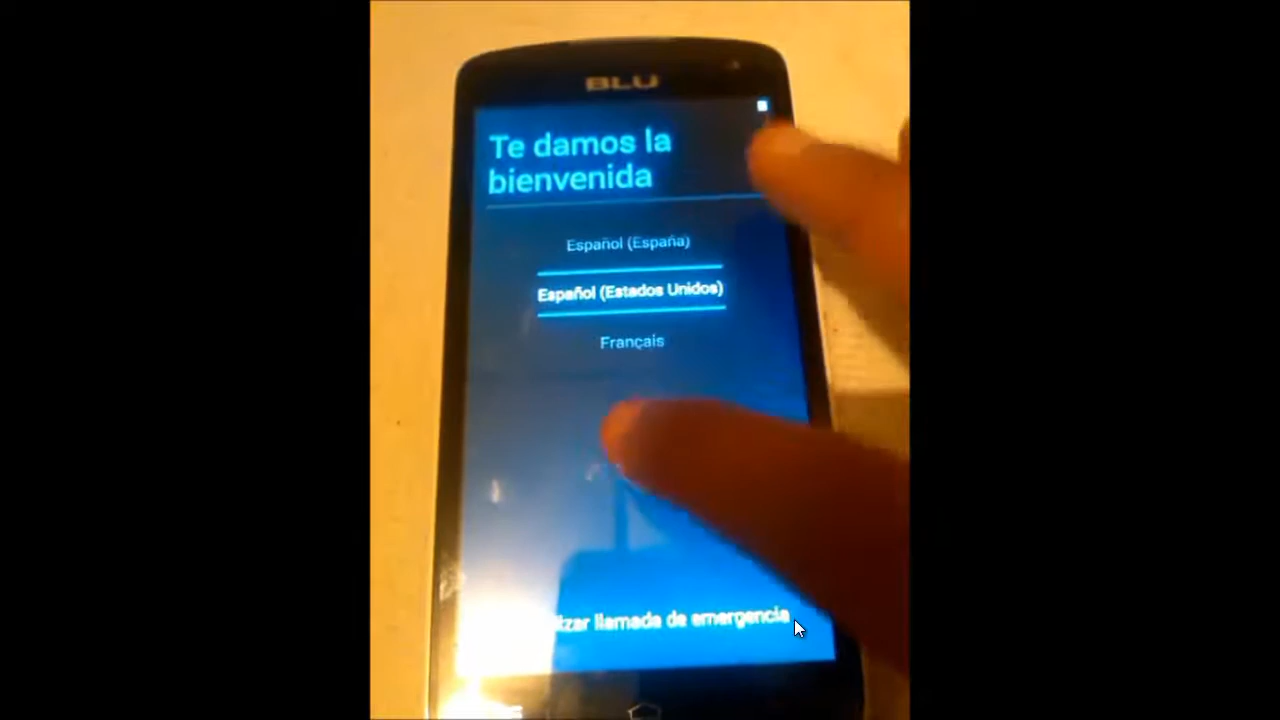 BLU
Te damos la
bienvenida
Español (España)
Español (Estados Unidos)
Français
llamada de emergencia